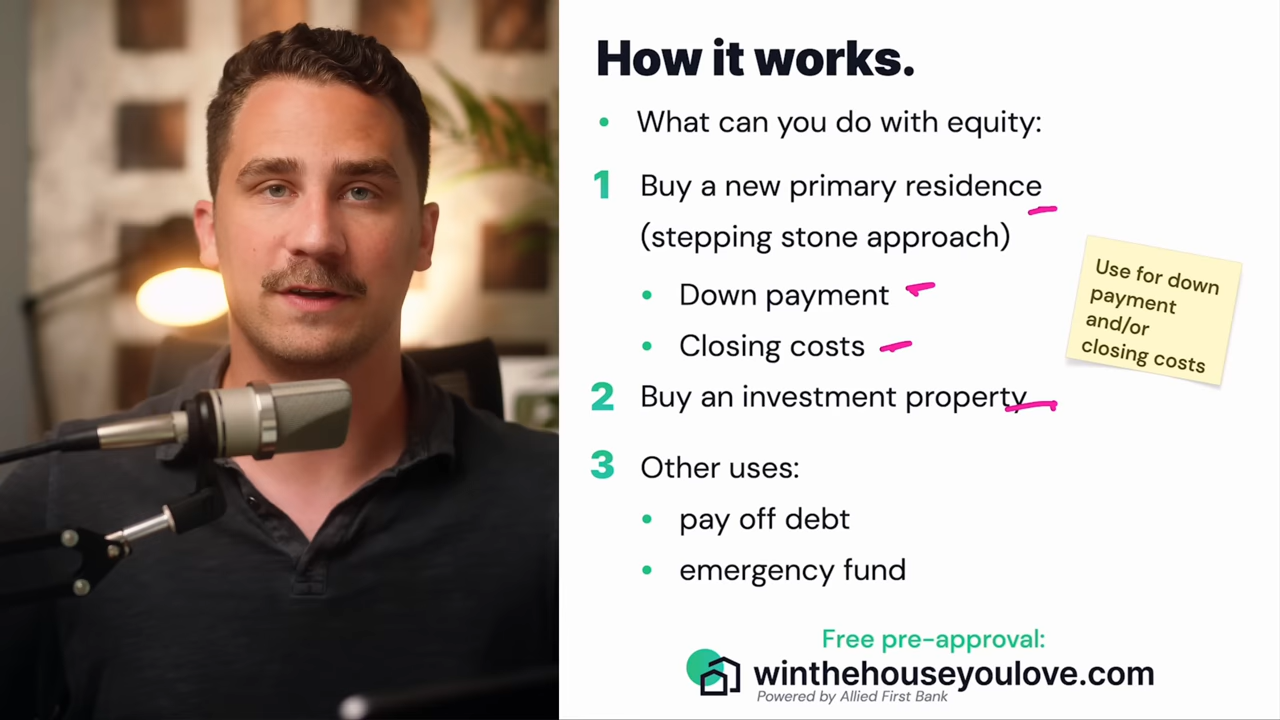 How it works.
What can you do with equity:
1 Buy a new primary residence
(stepping stone approach)
Down payment
Closing costs
2 Buy an investment property
3 Other uses:
pay off debt
emergency fund
Use for down
payment
and/or
closing costs
Free pre-approval:
winthehouseyoulove.com
Powered by Allied First Bank